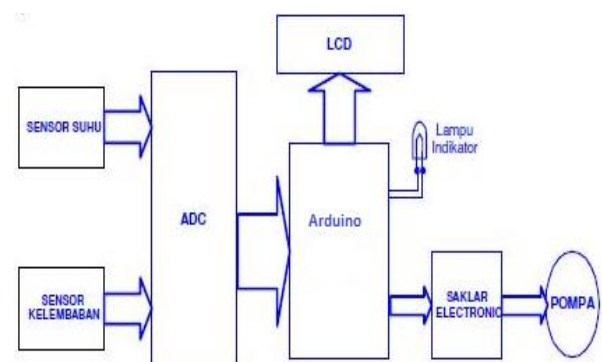 LCD
SENSOR SUHU
Lampu
Indikator
ADC
Arduino
SENSOR
KELEMBABAN
SAKLAR
ELECTRONIC
POMPA